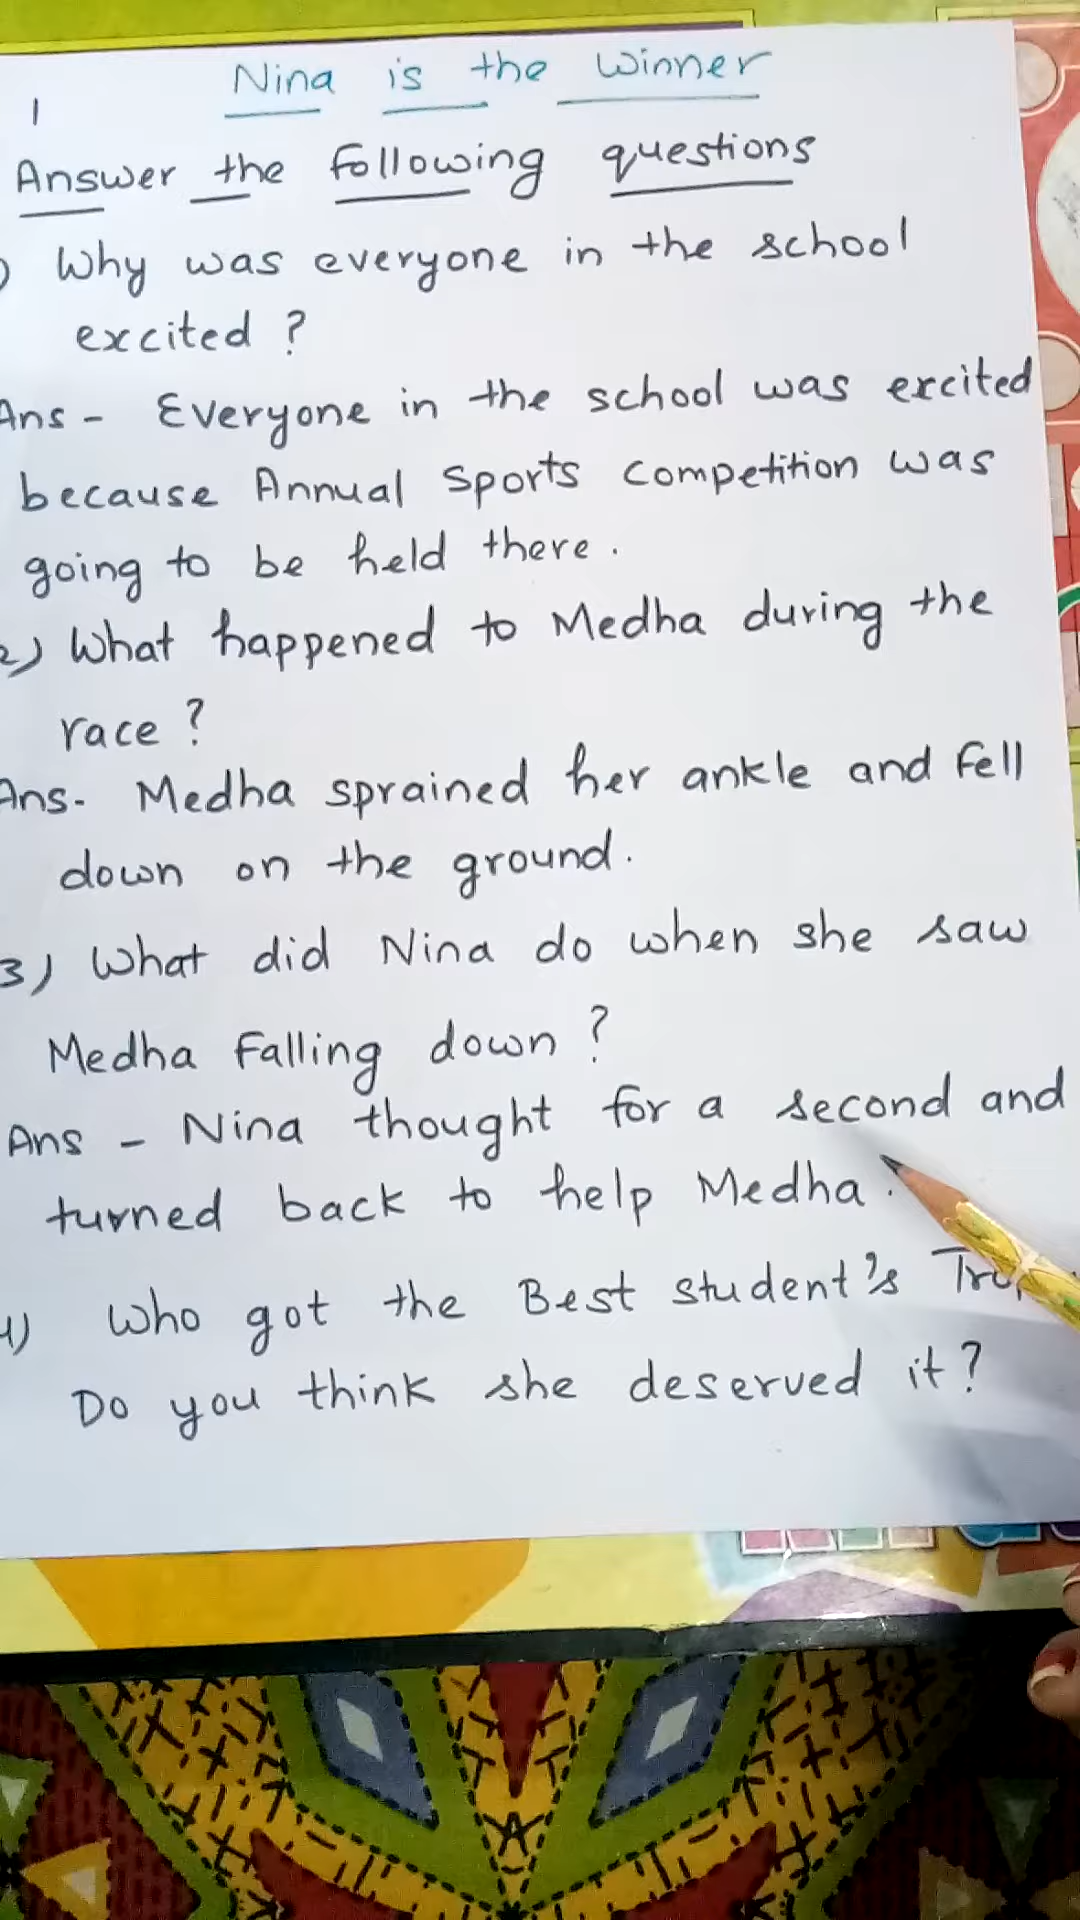 Nina is the Winner
1
Answer the following questions
Why was everyone in the school
excited ?
Ans - Everyone in the school was excited
because Annual Sports competition was
going to be held there .
2) What happened to Medha during the
race ?
Ans- Medha sprained her ankle and fell
down on the ground.
3) What did Nina do when she saw
Medha falling down ?
Ans - Nina thought for a second and
turned back to help Medha.
4) Who got the Best student's
Do you think she deserved it?